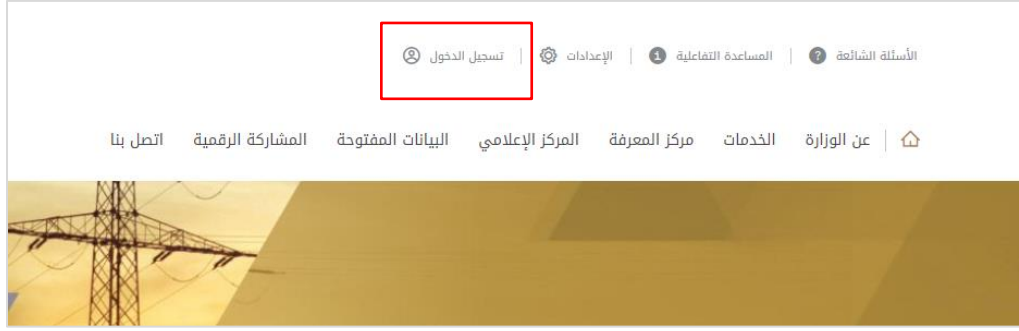 الأسئلة الشائعة ? | المساعدة التفاعلية i | الإعدادات | تسجيل الدخول
عن الوزارة الخدمات مركز المعرفة المركز الإعلامي البيانات المفتوحة المشاركة الرقمية اتصل بنا